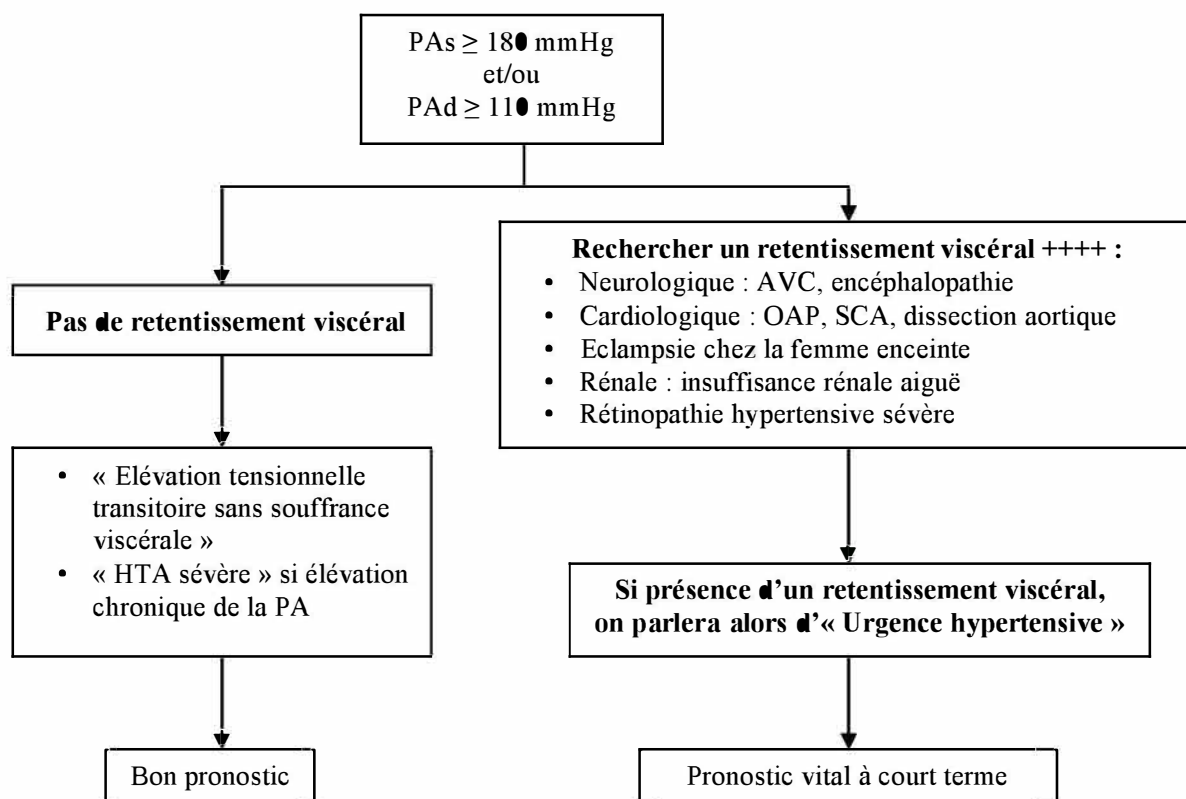 PAs ≥ 180 mmHg
et/ou
PAd ≥ 110 mmHg
Pas de retentissement viscéral
• « Elévation tensionnelle
transitoire sans souffrance
viscérale »
• « HTA sévère » si élévation
chronique de la PA
Bon pronostic
Rechercher un retentissement viscéral ++++ :
• Neurologique : AVC, encéphalopathie
• Cardiologique : OAP, SCA, dissection aortique
• Eclampsie chez la femme enceinte
• Rénale : insuffisance rénale aiguë
• Rétinopathie hypertensive sévère
Si présence d’un retentissement viscéral,
on parlera alors d’« Urgence hypertensive »
Pronostic vital à court terme